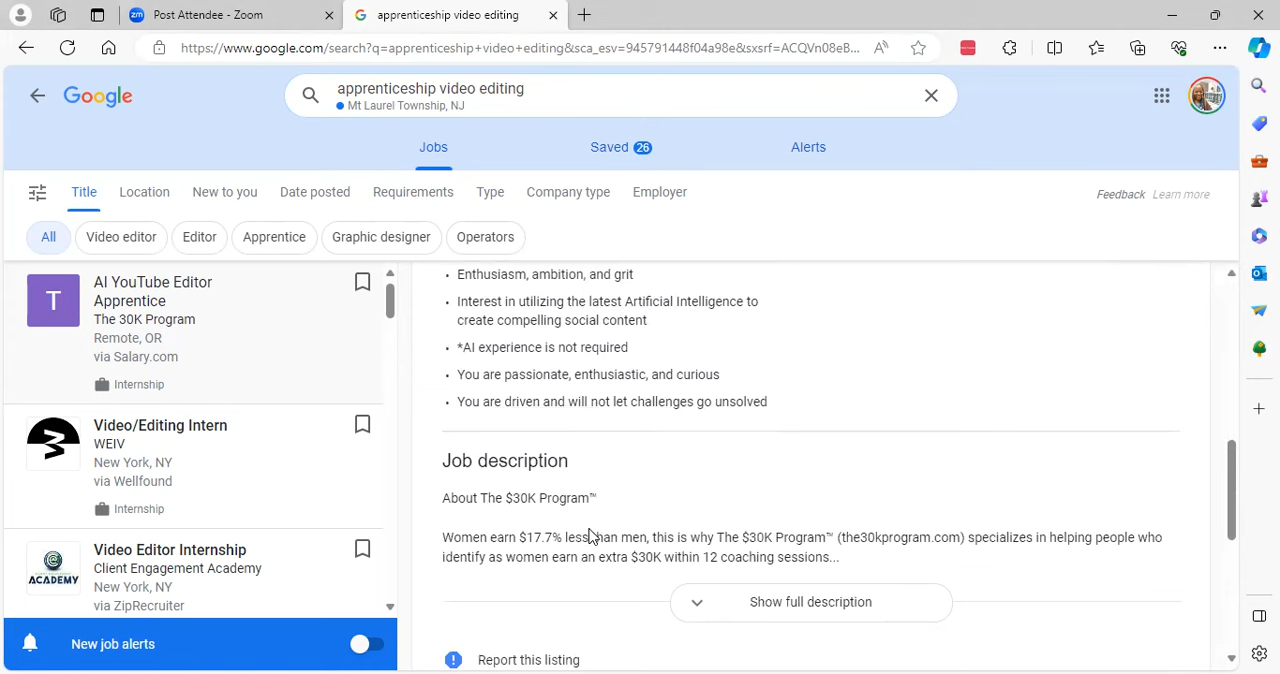 Post Attendee - Zoom
apprenticeship video editing
https://www.google.com/search?q=apprenticeship+video+editing&sca_esv=945791448f04a98e&sxsrf=ACQVn08eB...
Google
apprenticeship video editing
Mt Laurel Township, NJ
Jobs
Saved 26
Alerts
Title
Location
New to you
Date posted
Requirements
Type
Company type
Employer
Feedback Learn more
All
Video editor
Editor
Apprentice
Graphic designer
Operators
T
AI YouTube Editor
Apprentice
The 30K Program
Remote, OR
via Salary.com
Internship
Video/Editing Intern
WEIV
New York, NY
via Wellfound
Internship
ACADEMY
Video Editor Internship
Client Engagement Academy
New York, NY
via ZipRecruiter
New job alerts
• Enthusiasm, ambition, and grit
• Interest in utilizing the latest Artificial Intelligence to
create compelling social content
• *AI experience is not required
• You are passionate, enthusiastic, and curious
• You are driven and will not let challenges go unsolved
Job description
About The $30K Program™
Women earn $17.7% less than men, this is why The $30K Program™ (the30kprogram.com) specializes in helping people who
identify as women earn an extra $30K within 12 coaching sessions...
Show full description
Report this listing